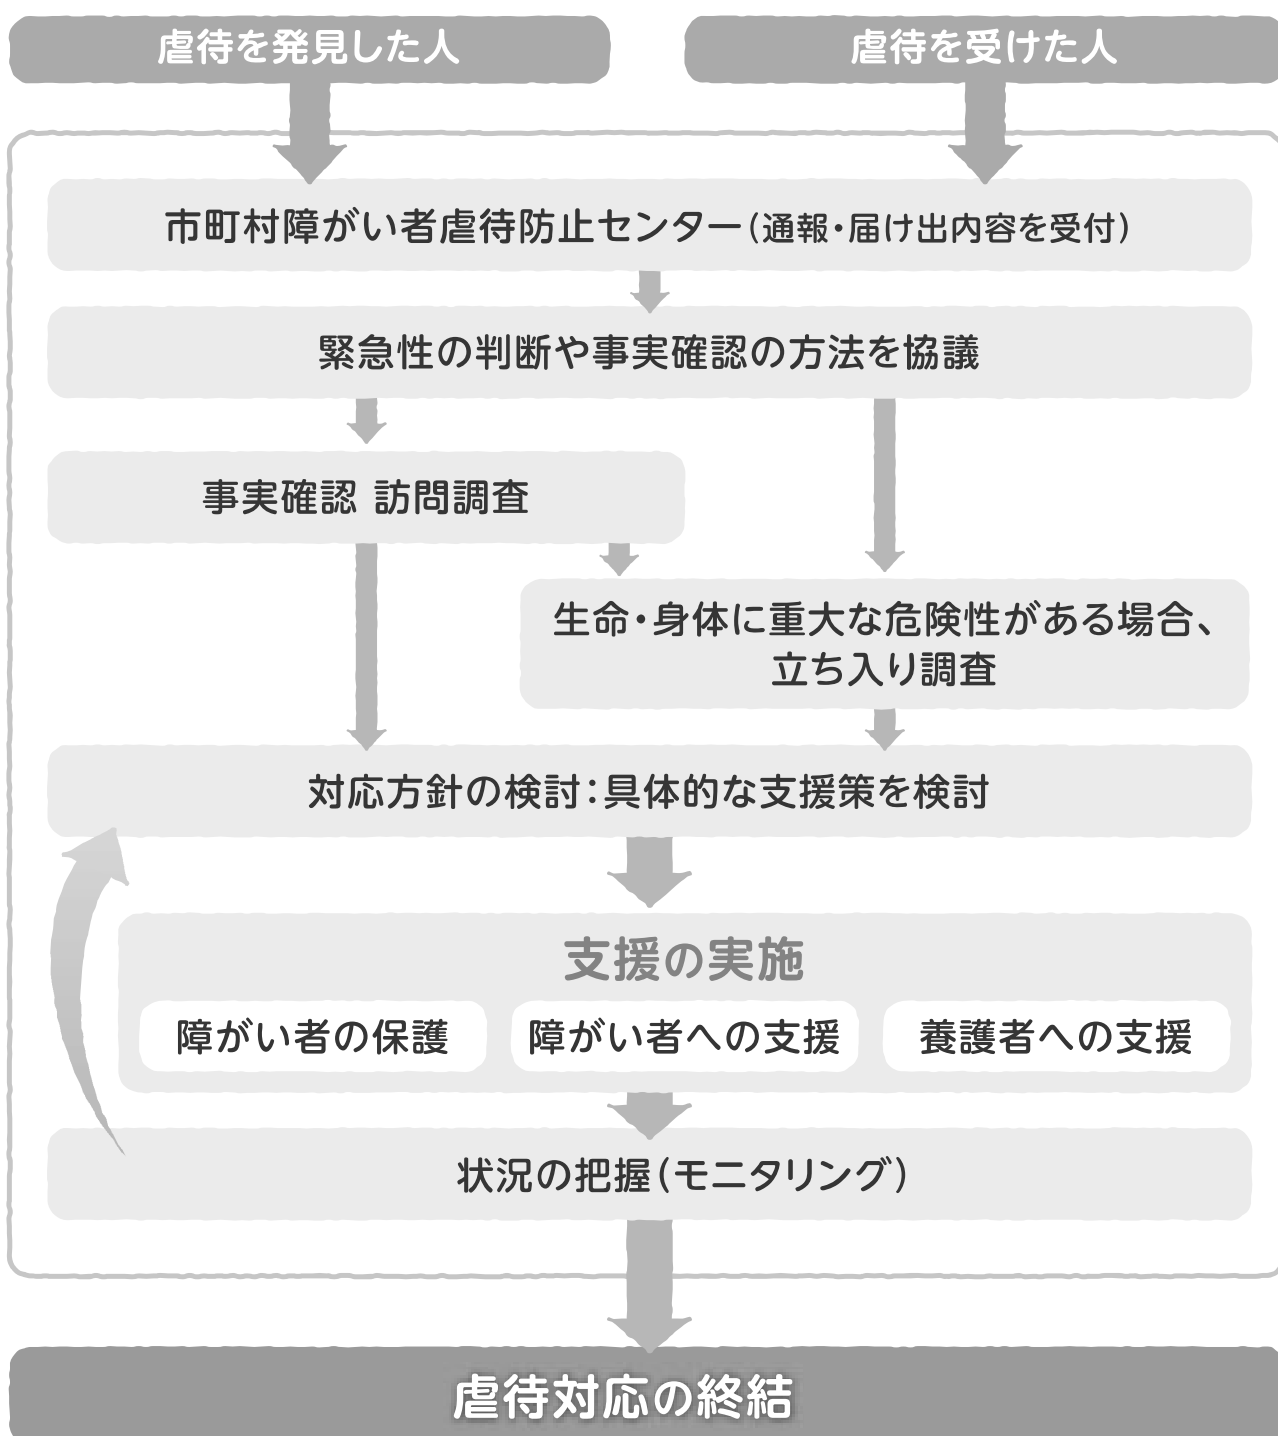 虐待を発見した人
虐待を受けた人
市町村障がい者虐待防止センター(通報・届け出内容を受付)
緊急性の判断や事実確認の方法を協議
事実確認 訪問調査
生命・身体に重大な危険性がある場合、
立ち入り調査
対応方針の検討:具体的な支援策を検討
支援の実施
障がい者の保護
障がい者への支援
養護者への支援
状況の把握(モニタリング)
虐待対応の終結